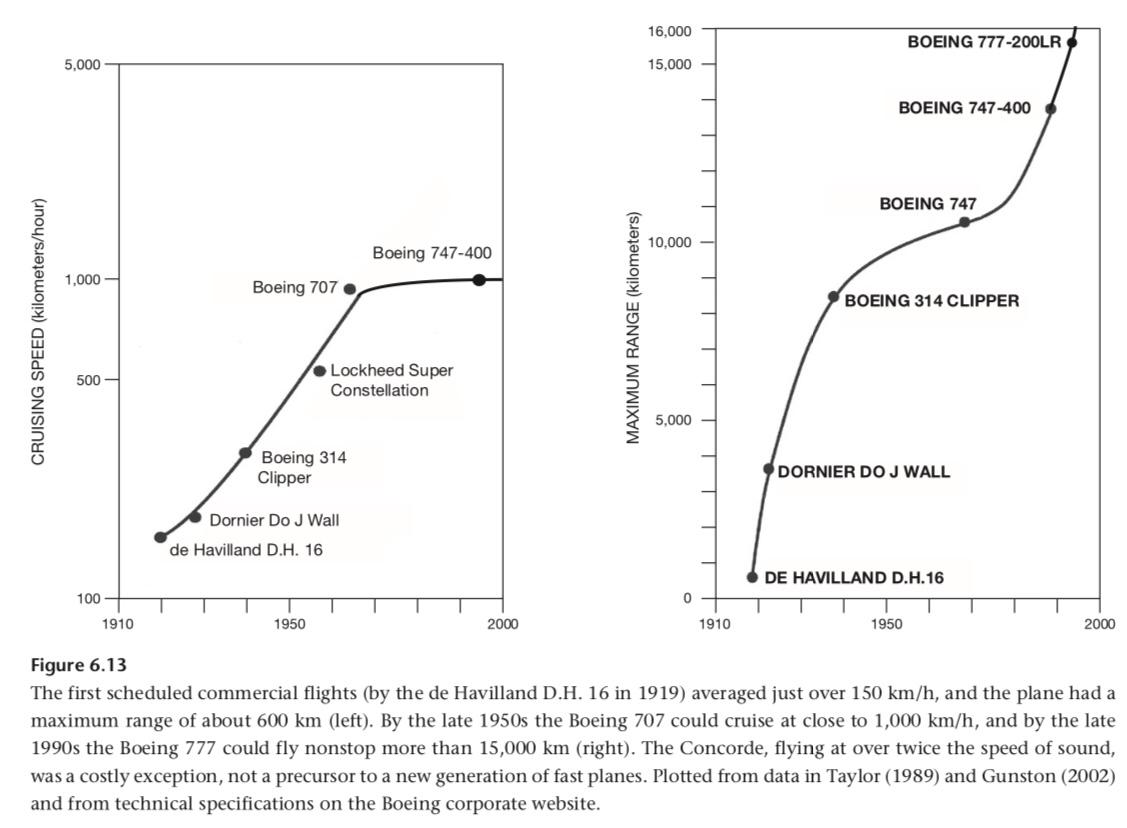 5,000
1,000
500
100
CRUISING SPEED (kilometers/hour)
Boeing 747-400
Boeing 707
Lockheed Super
Constellation
Boeing 314
Clipper
Dornier Do J Wall
de Havilland D.H. 16
1910
1950
2000
16,000
15,000
10,000
5,000
0
MAXIMUM RANGE (kilometers)
BOEING 777-200LR
BOEING 747-400
BOEING 747
BOEING 314 CLIPPER
DORNIER DO J WALL
DE HAVILLAND D.H.16
1910
1950
2000
Figure 6.13
The first scheduled commercial flights (by the de Havilland D.H. 16 in 1919) averaged just over 150 km/h, and the plane had a
maximum range of about 600 km (left). By the late 1950s the Boeing 707 could cruise at close to 1,000 km/h, and by the late
1990s the Boeing 777 could fly nonstop more than 15,000 km (right). The Concorde, flying at over twice the speed of sound,
was a costly exception, not a precursor to a new generation of fast planes. Plotted from data in Taylor (1989) and Gunston (2002)
and from technical specifications on the Boeing corporate website.